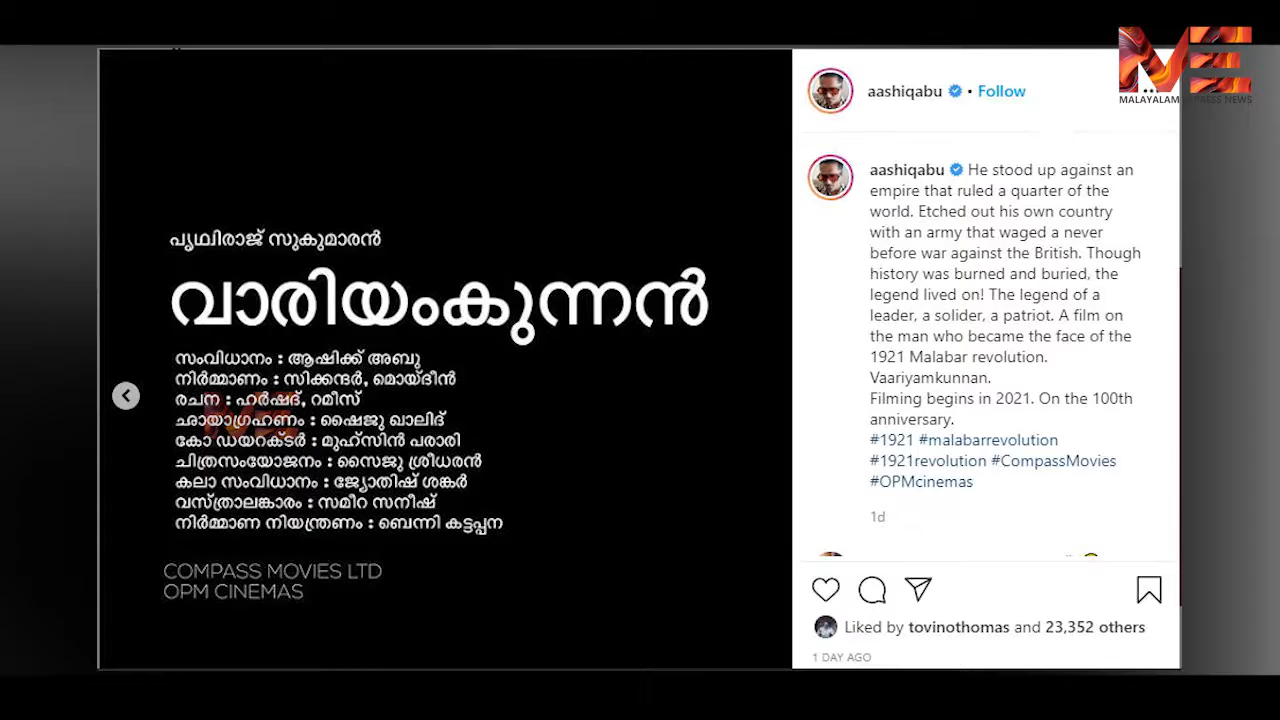 പൃഥിരാജ് സുകുമാരൻ
വാരിയംകുന്നൻ
സംവിധാനം : ആഷിക്ക് അബു
നിർമ്മാണം : സിക്കന്ദർ, മൊയ്ദീൻ
രചന : ഹർഷദ്, റമീസ്
ഛായാഗ്രഹണം : ഷൈജു ഖാലിദ്
കോ ഡയറക്ടർ : മുഹ്സിൻ പരാരി
ചിത്രസംയോജനം : സൈജു ശ്രീധരൻ
കലാ സംവിധാനം : ജ്യോതിഷ് ശങ്കർ
വസ്ത്രാലങ്കാരം : സമീറ സനീഷ്
നിർമ്മാണ നിയന്ത്രണം : ബെന്നി കട്ടപ്പന
COMPASS MOVIES LTD
OPM CINEMAS
aashiqabu • Follow
aashiqabu He stood up against an
empire that ruled a quarter of the
world. Etched out his own country
with an army that waged a never
before war against the British. Though
history was burned and buried, the
legend lived on! The legend of a
leader, a solider, a patriot. A film on
the man who became the face of the
1921 Malabar revolution.
Vaariyamkunnan.
Filming begins in 2021. On the 100th
anniversary.
#1921 #malabarrevolution
#1921revolution #CompassMovies
#OPMcinemas
1d
Liked by tovinothomas and 23,352 others
1 DAY AGO
ME
MALAYALAM EXPRESS NEWS